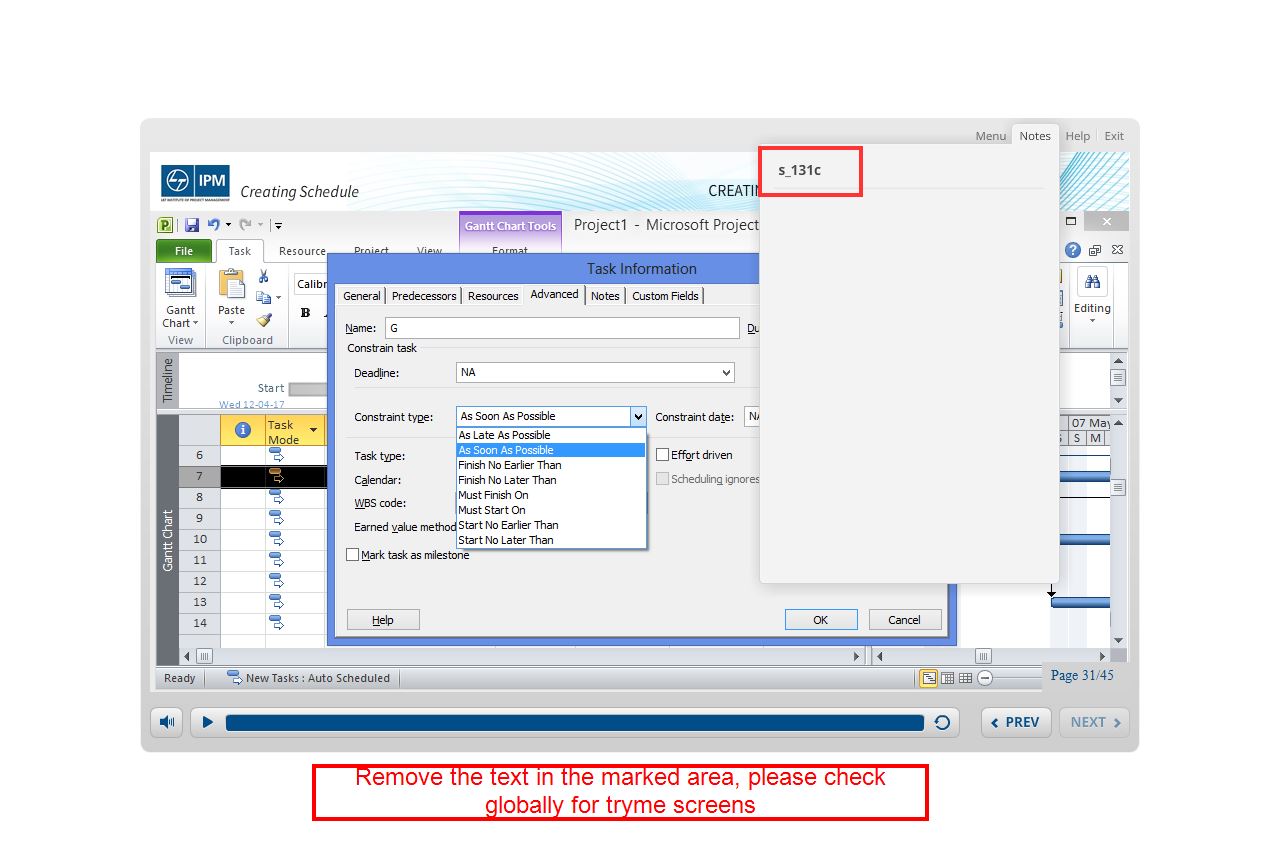 Menu Notes Help Exit
IPM
L&T INSTITUTE OF PROJECT MANAGEMENT
Creating Schedule
CREATIN
s_131c
Gantt Chart Tools
Project1 - Microsoft Project
File Task Resource Project View Format
Gantt Chart
View
Paste
Clipboard
Calibr
B
Editing
Task Information
General Predecessors Resources Advanced Notes Custom Fields
Name: G Du
Constrain task
Deadline: NA
Constraint type: As Soon As Possible Constraint date: NA
As Late As Possible
As Soon As Possible
Finish No Earlier Than
Finish No Later Than
Must Finish On
Must Start On
Start No Earlier Than
Start No Later Than
Task type: Effort driven
Calendar: Scheduling ignores
WBS code:
Earned value method
Mark task as milestone
Help OK Cancel
Timeline
Start
Wed 12-04-17
Gantt Chart
Task Mode
07 May
S S M
6
7
8
9
10
11
12
13
14
Ready New Tasks : Auto Scheduled
Page 31/45
PREV NEXT
Remove the text in the marked area, please check
globally for tryme screens